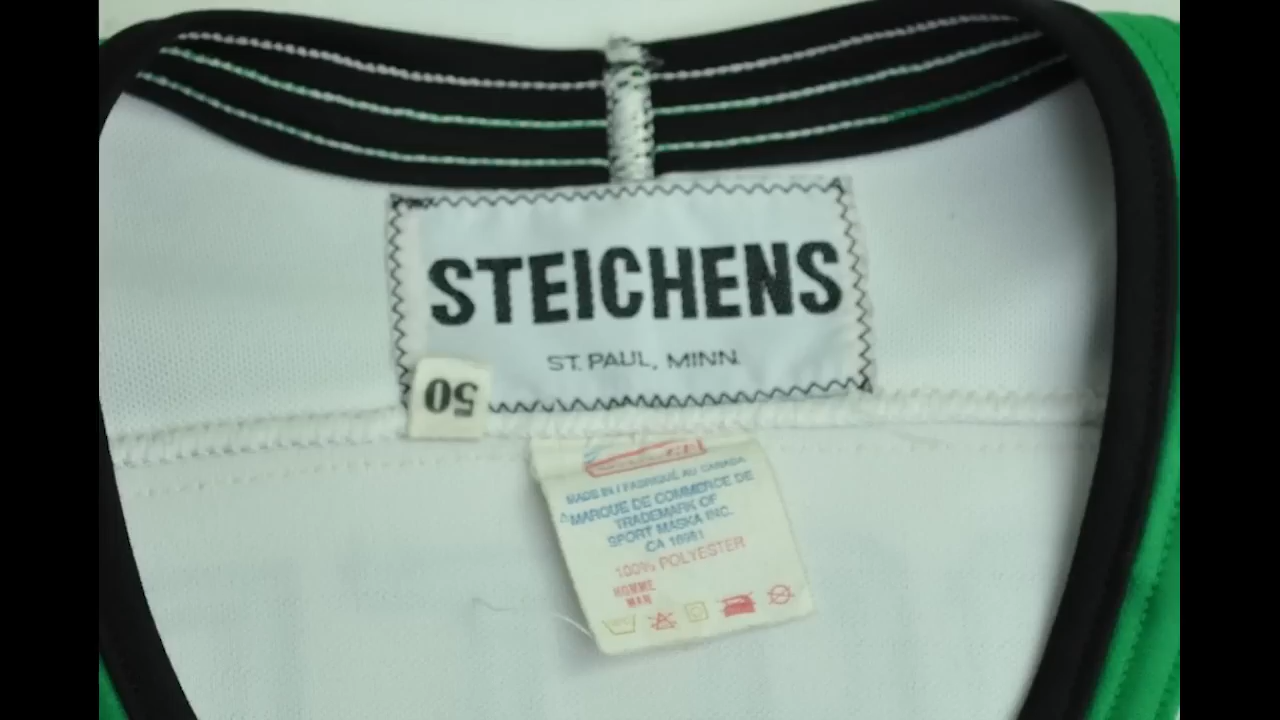 STEICHENS
ST. PAUL, MINN.
50
MADE IN / FABRIQUÉ AU CANADA
MARQUE DE COMMERCE DE
TRADEMARK OF
SPORT MASKA INC.
CA 16961
100% POLYESTER
HOMME
MAN